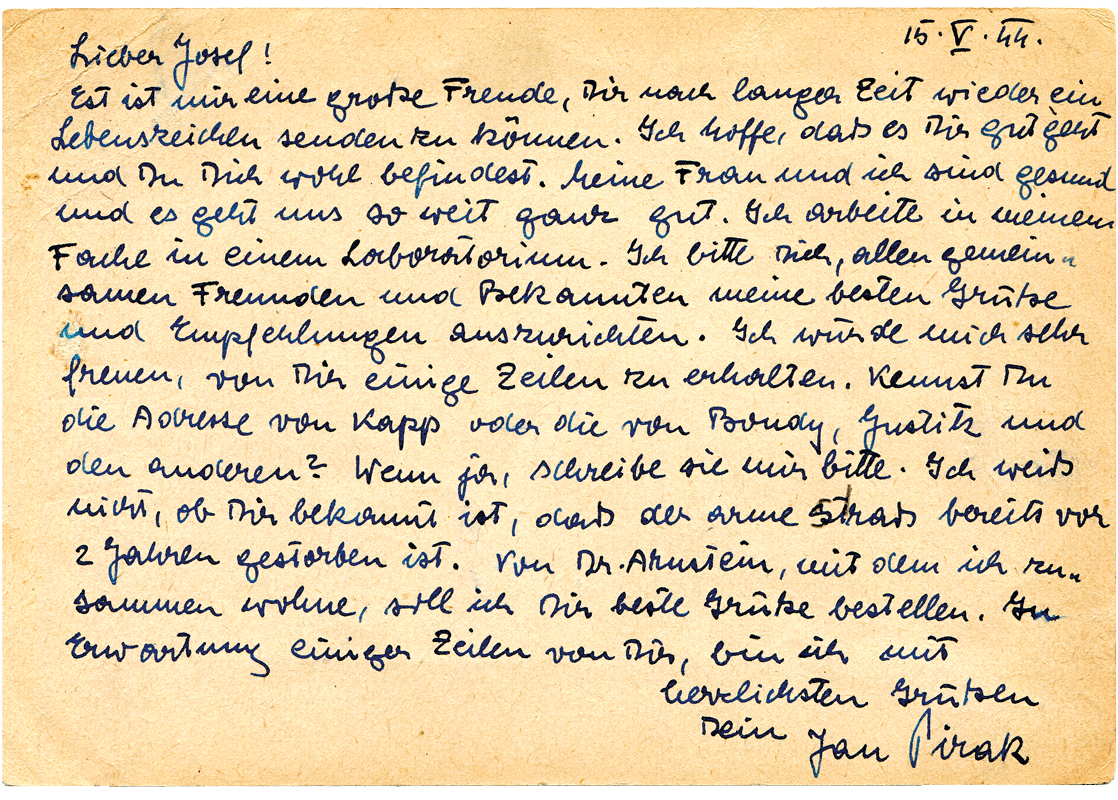 15. V. 44.
Lieber Josef!
Est ist mir eine große Freude, Dir nach langer Zeit wieder ein
Lebenszeichen senden zu können. Ich hoffe, daß es Dir gut geht
und Du Dich wohl befindest. Meine Frau und ich sind gesund
und es geht uns so weit ganz gut. Ich arbeite in meinem
Fache in einem Laboratorium. Ich bitte Dich, allen gemein-
samen Freunden und Bekannten meine besten Grüße
und Empfehlungen auszurichten. Ich würde mich sehr
freuen, von Dir einige Zeilen zu erhalten. Kennst Du
die Adresse von Kapp oder die von Bondy, Gustik und
den anderen? Wenn ja, schreibe sie mir bitte. Ich weiß
nicht, ob Dir bekannt ist, daß der arme Straß bereits vor
2 Jahren gestorben ist. Von Dr. Arnstein, mit dem ich zu-
sammen wohne, soll ich Dir beste Grüße bestellen. In
Erwartung einiger Zeilen von Dir, bin ich mit
herzlichsten Grüßen
Dein Jan Pirak